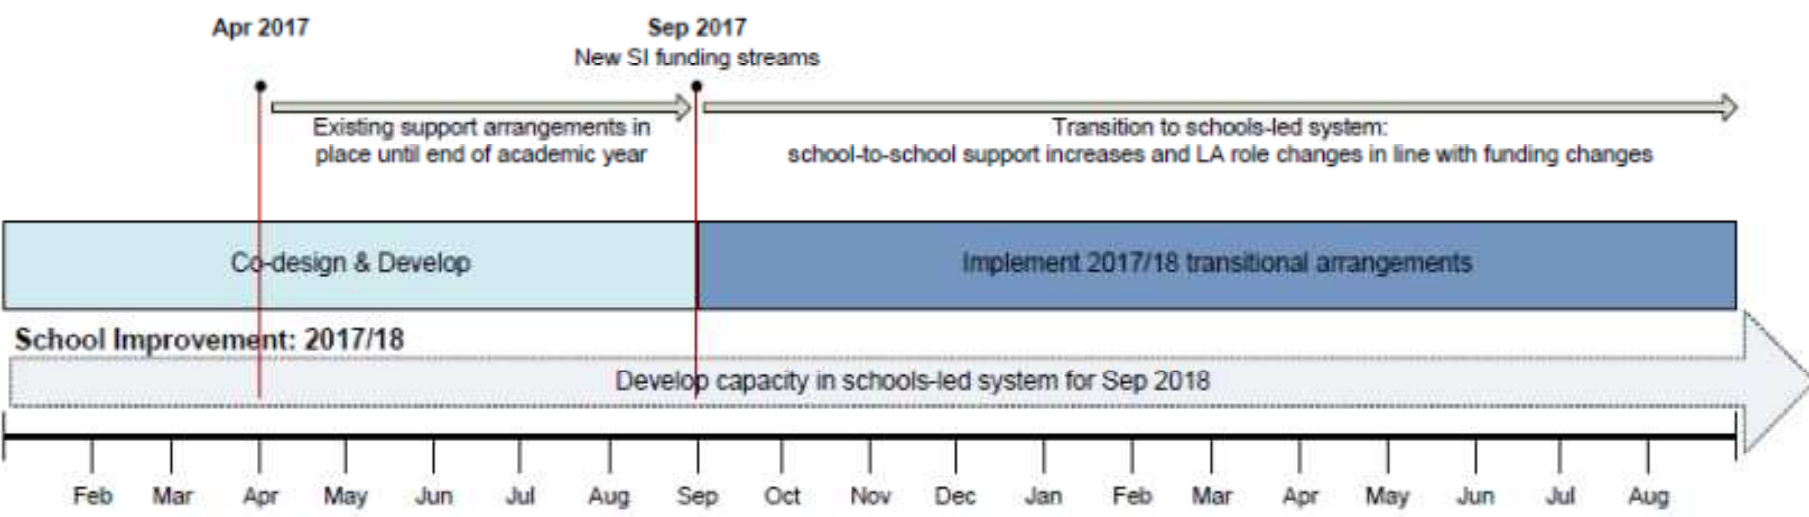 Apr 2017
Sep 2017
New SI funding streams
Existing support arrangements in
place until end of academic year
Transition to schools-led system:
school-to-school support increases and LA role changes in line with funding changes
Co-design & Develop
Implement 2017/18 transitional arrangements
School Improvement: 2017/18
Develop capacity in schools-led system for Sep 2018
Feb Mar Apr May Jun Jul Aug Sep Oct Nov Dec Jan Feb Mar Apr May Jun Jul Aug